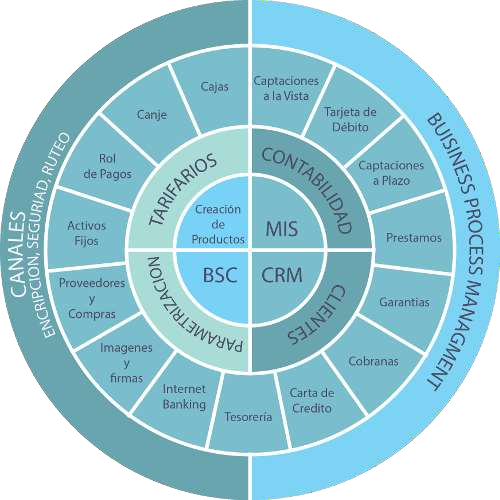 CANALES
ENCRIPCION, SEGURIAD, RUTEO
BUISINESS PROCESS MANAGMENT
Cajas
Captaciones
a la Vista
Tarjeta de
Débito
Captaciones
a Plazo
Prestamos
Garantias
Cobranas
Carta de
Credito
Tesorería
Internet
Banking
Imagenes
y
firmas
Proveedores
y
Compras
Activos
Fijos
Rol
de Pagos
Canje
TARIFARIOS
CONTABILIDAD
CLIENTES
PARAMETRIZACION
Creación
de
Productos
MIS
BSC
CRM